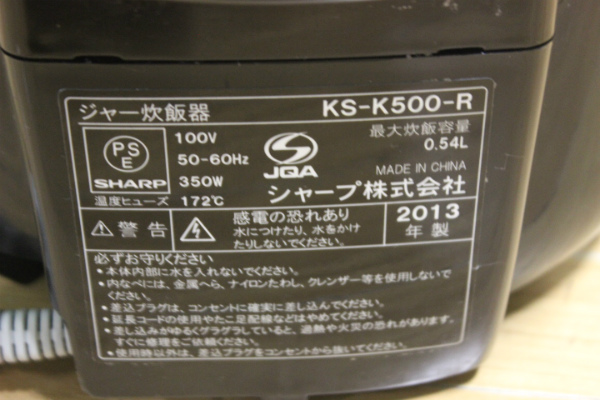 ジャー炊飯器 KS-K500-R
PSE 100V 50-60Hz 350W
JQA
最大炊飯容量
0.54L
MADE IN CHINA
SHARP
シャープ株式会社
温度ヒューズ 172℃
警告
感電の恐れあり
水につけたり、水をかけ
たりしないでください。
2013
年製
必ずお守りください
・本体内部に水を入れないでください。
・内なべには、金属へら、ナイロンたわし、クレンザー等を使用しないで
ください。
・差込プラグは、コンセントに確実に差し込んでください。
・延長コードの使用やたこ足配線などはやめてください。
・差し込みがゆるくグラグラしていると、過熱や火災の恐れがあります。
すぐに修理をご依頼ください。
・使用時以外は、差込プラグをコンセントから抜いてください。